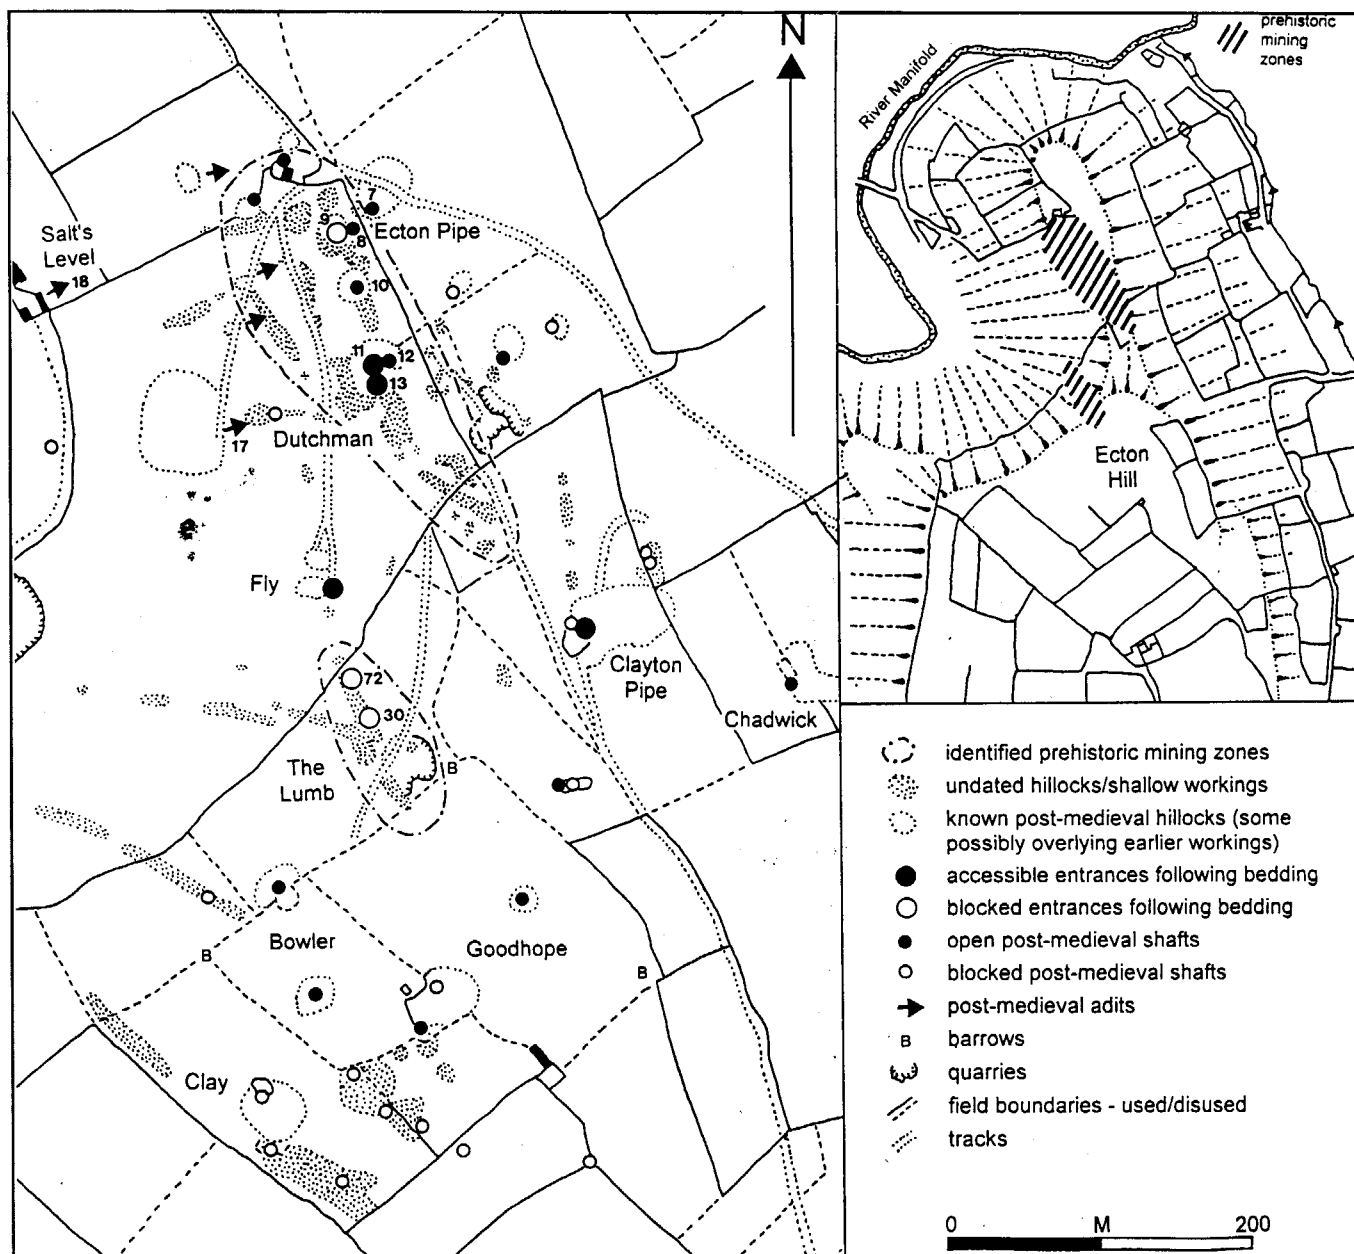 N
7
9
8
Ecton Pipe
Salt's
Level
18
10
11
12
13
17
Dutchman
Fly
Clayton
Pipe
72
30
Chadwick
The
Lumb
B
Bowler
Goodhope
B
B
Clay
prehistoric
mining
zones
River Manifold
Ecton
Hill
identified prehistoric mining zones
undated hillocks/shallow workings
known post-medieval hillocks (some
possibly overlying earlier workings)
accessible entrances following bedding
blocked entrances following bedding
open post-medieval shafts
blocked post-medieval shafts
post-medieval adits
B barrows
quarries
field boundaries - used/disused
tracks
0 M 200